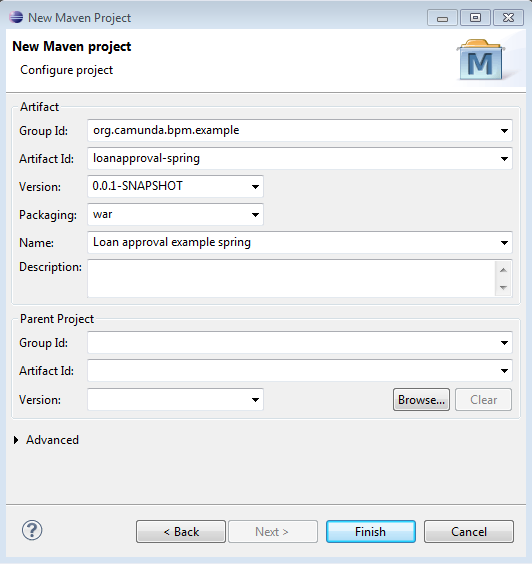 New Maven Project
New Maven project
Configure project
M
Artifact
Group Id: org.camunda.bpm.example
Artifact Id: loanapproval-spring
Version: 0.0.1-SNAPSHOT
Packaging: war
Name: Loan approval example spring
Description:
Parent Project
Group Id:
Artifact Id:
Version: Browse... Clear
Advanced
? < Back Next > Finish Cancel